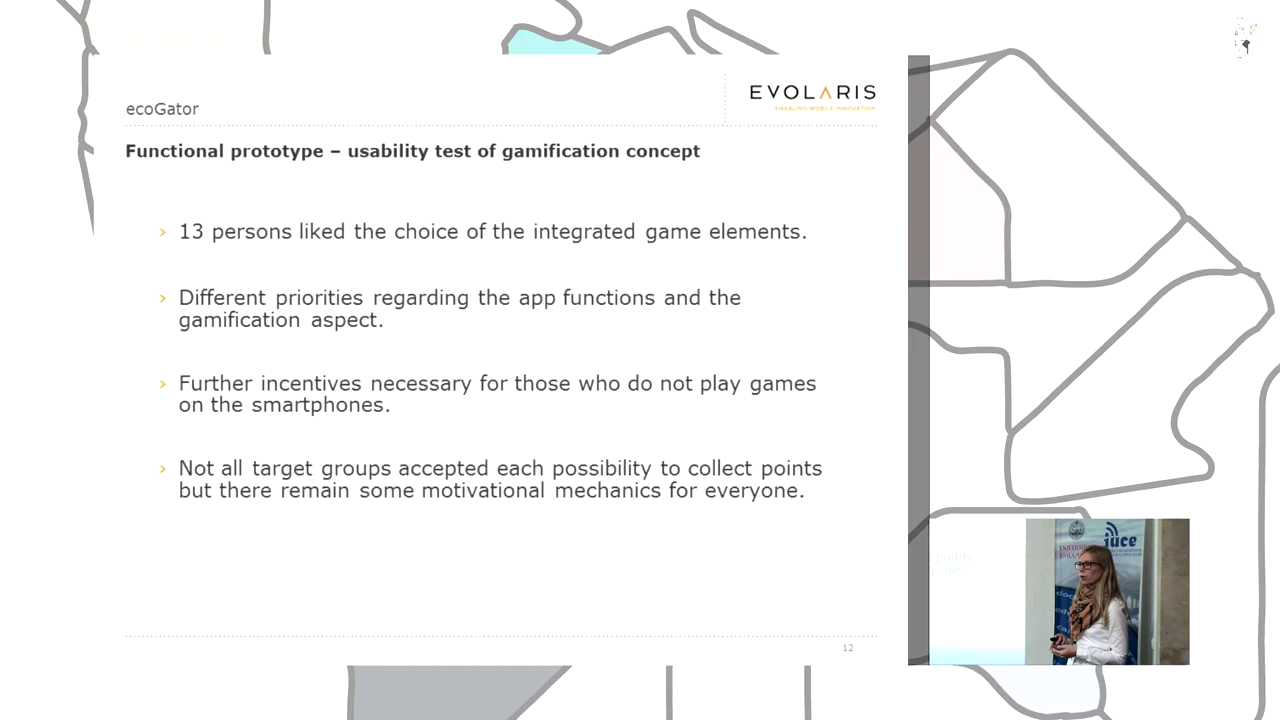 ecoGator
EVOLARIS
ENABLING MOBILE INNOVATION
Functional prototype – usability test of gamification concept
› 13 persons liked the choice of the integrated game elements.
› Different priorities regarding the app functions and the
gamification aspect.
› Further incentives necessary for those who do not play games
on the smartphones.
› Not all target groups accepted each possibility to collect points
but there remain some motivational mechanics for everyone.
12
iuce